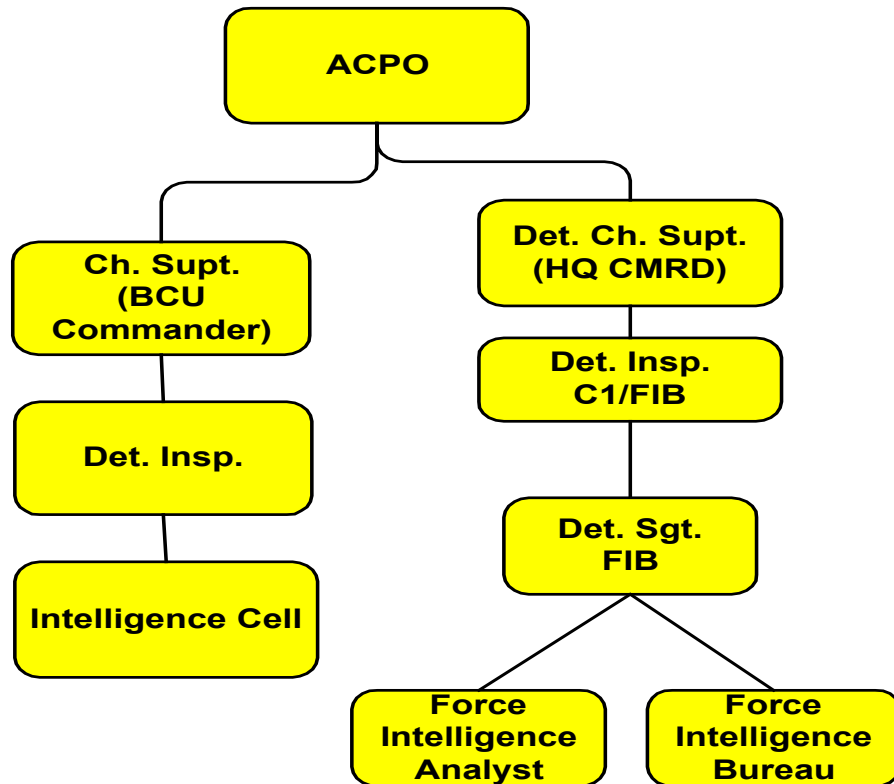 ACPO
Ch. Supt.
(BCU
Commander)
Det. Insp.
Intelligence Cell
Det. Ch. Supt.
(HQ CMRD)
Det. Insp.
C1/FIB
Det. Sgt.
FIB
Force
Intelligence
Analyst
Force
Intelligence
Bureau